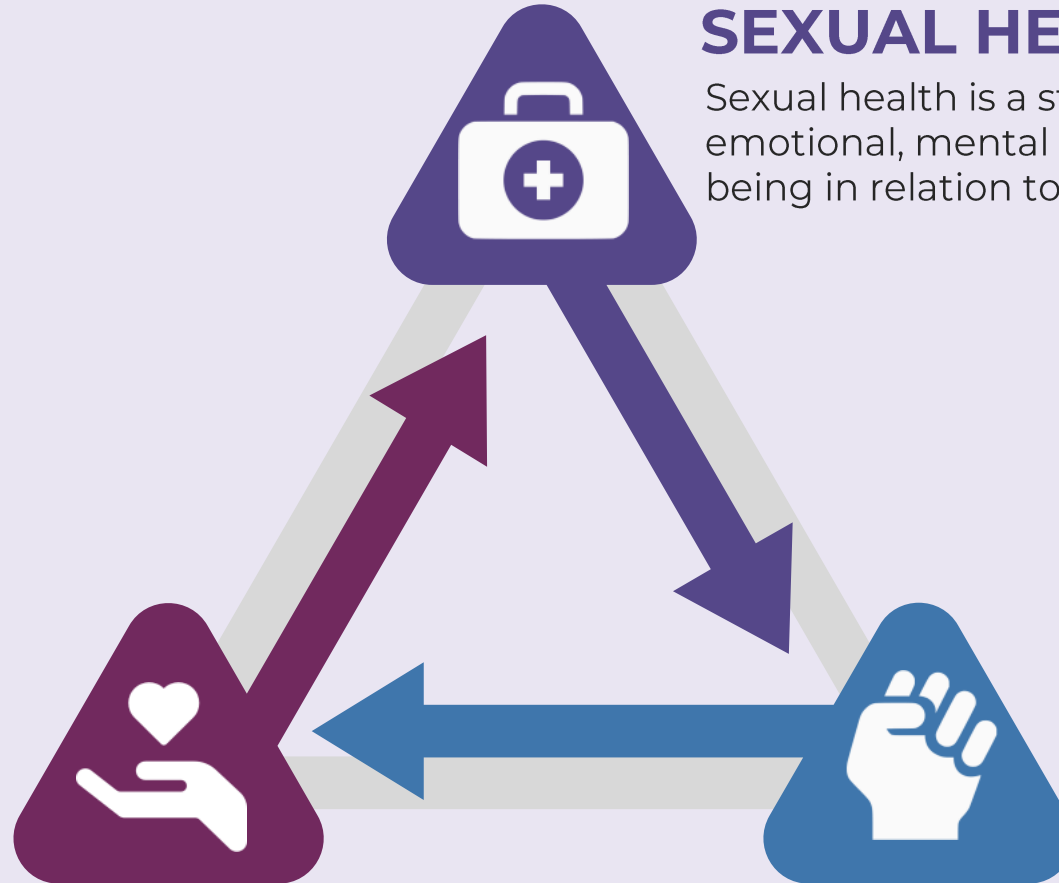 SEXUAL HE
Sexual health is a st
emotional, mental
being in relation to